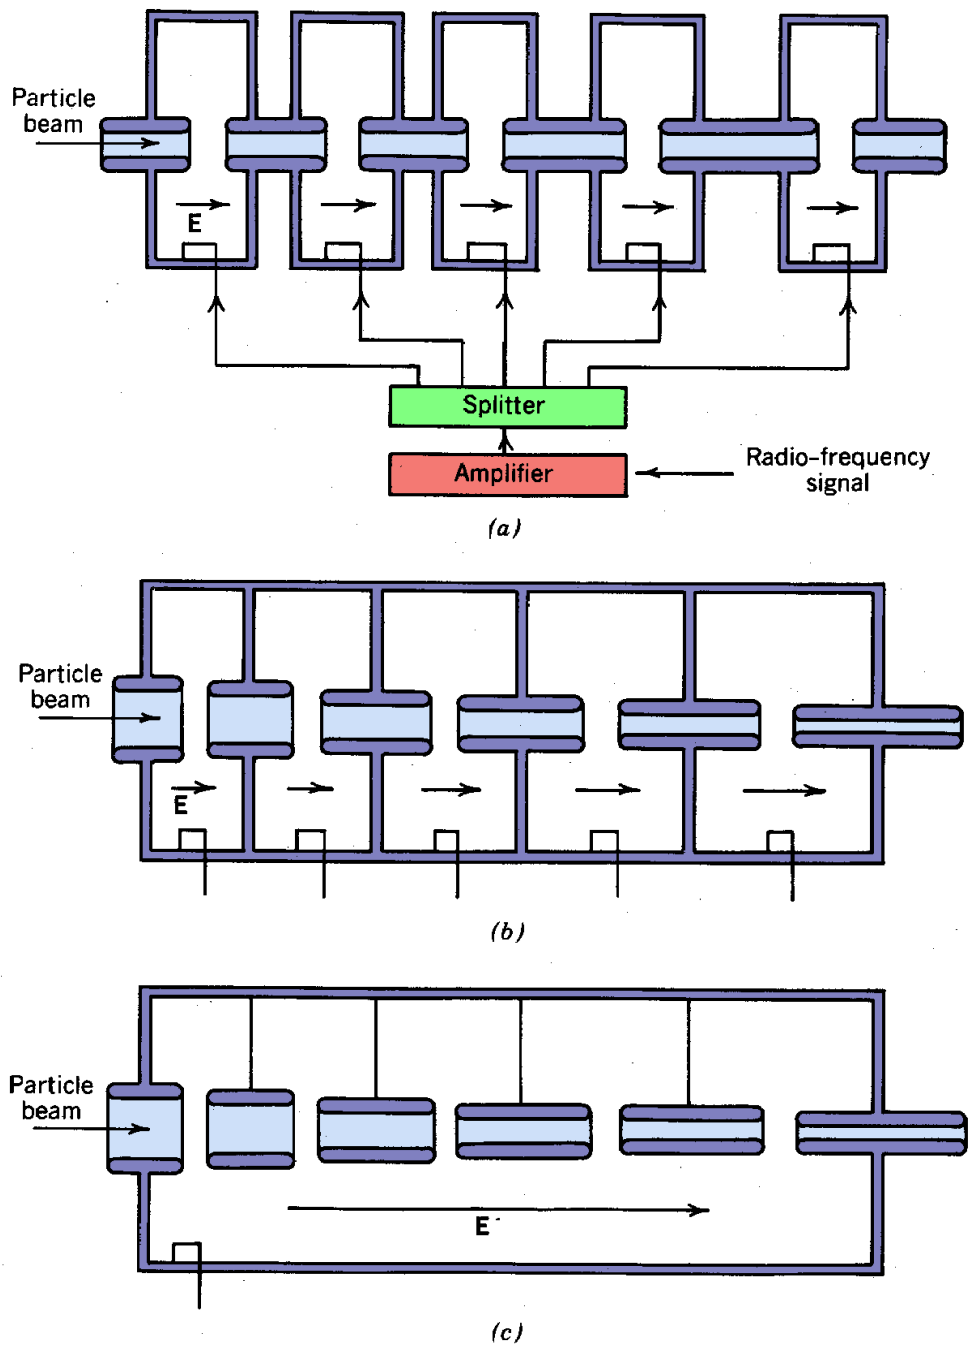 Particle
beam
E
Splitter
Amplifier
Radio-frequency
signal
(a)
Particle
beam
E
(b)
Particle
beam
E
(c)